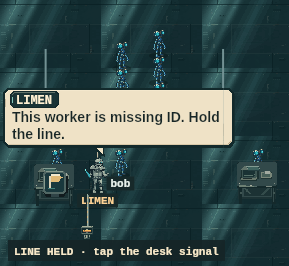 LIMEN
This worker is missing ID. Hold
the line.
bob
LIMEN
LINE HELD · tap the desk signal